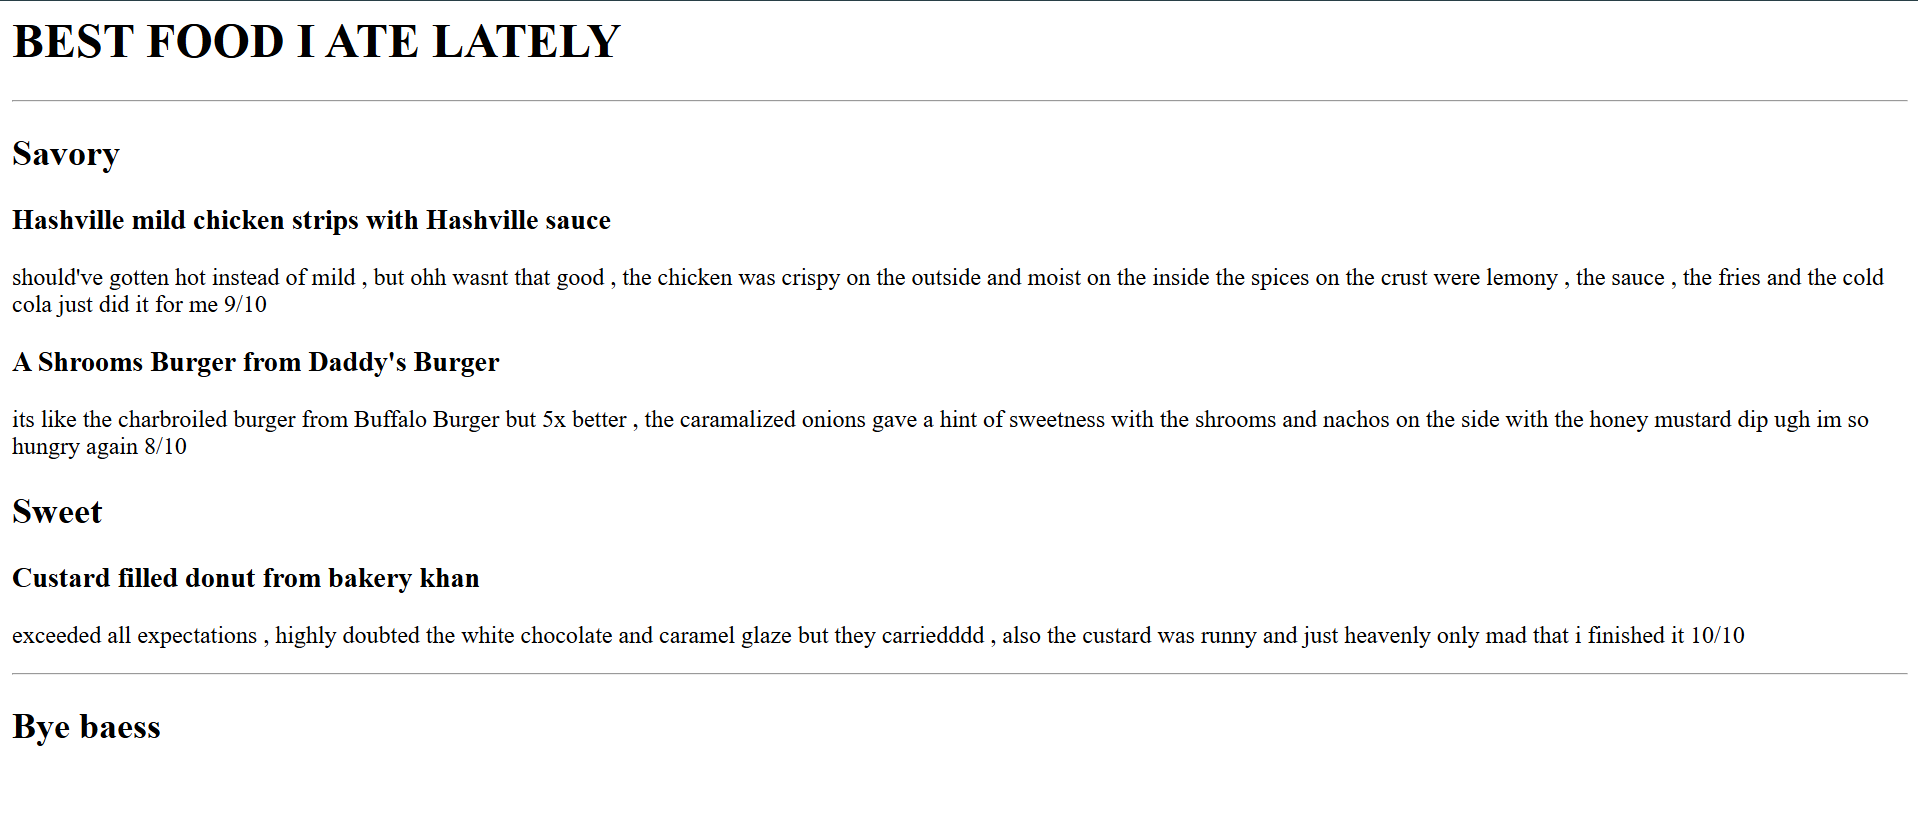 BEST FOOD I ATE LATELY
Savory
Hashville mild chicken strips with Hashville sauce
should've gotten hot instead of mild , but ohh wasnt that good , the chicken was crispy on the outside and moist on the inside the spices on the crust were lemony , the sauce , the fries and the cold
cola just did it for me 9/10
A Shrooms Burger from Daddy's Burger
its like the charbroiled burger from Buffalo Burger but 5x better , the caramalized onions gave a hint of sweetness with the shrooms and nachos on the side with the honey mustard dip ugh im so
hungry again 8/10
Sweet
Custard filled donut from bakery khan
exceeded all expectations , highly doubted the white chocolate and caramel glaze but they carriedddd , also the custard was runny and just heavenly only mad that i finished it 10/10
Bye baess